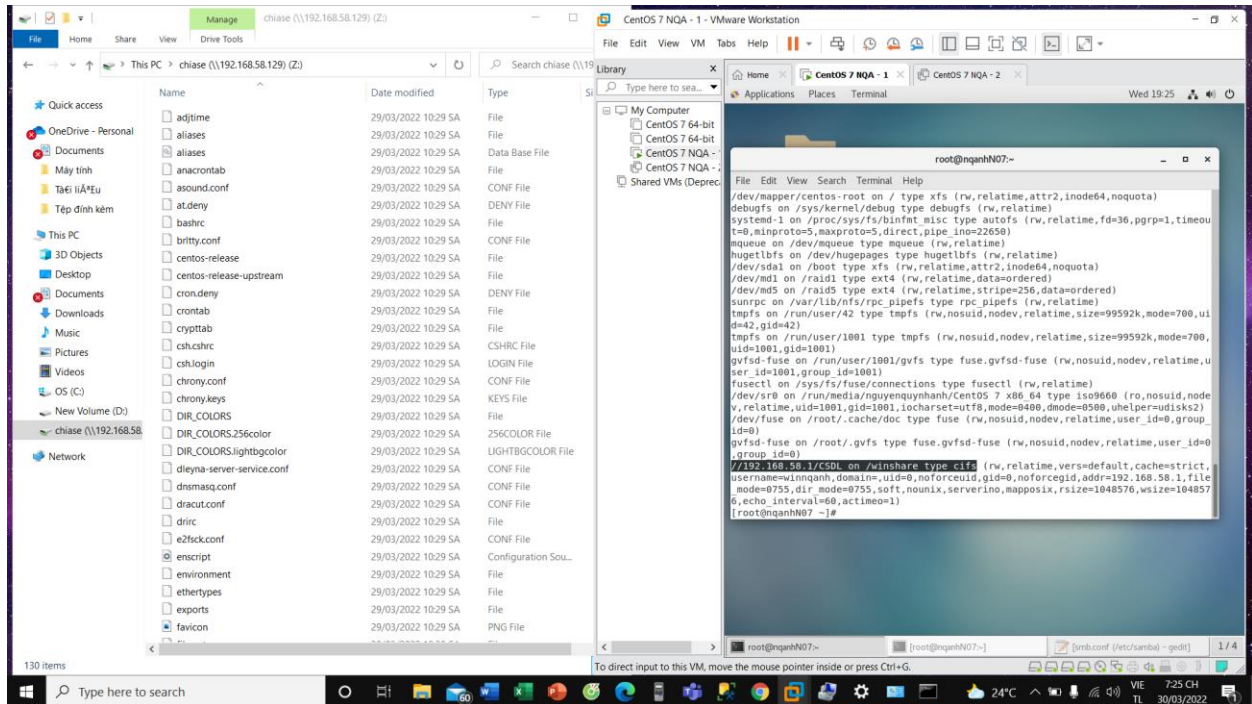 Manage
chiase (\\192.168.58.129) (Z:)
File Home Share View Drive Tools
This PC > chiase (\\192.168.58.129) (Z:)
Search chiase (\\19
Name Date modified Type
Quick access
OneDrive - Personal
Documents
Máy tính
Tệp đính kèm
This PC
3D Objects
Desktop
Documents
Downloads
Music
Pictures
Videos
OS (C:)
New Volume (D:)
chiase (\\192.168.58.
Network
adjtime 29/03/2022 10:29 SA File
aliases 29/03/2022 10:29 SA File
aliases 29/03/2022 10:29 SA Data Base File
anacrontab 29/03/2022 10:29 SA File
asound.conf 29/03/2022 10:29 SA CONF File
at.deny 29/03/2022 10:29 SA DENY File
bashrc 29/03/2022 10:29 SA File
brltty.conf 29/03/2022 10:29 SA CONF File
centos-release 29/03/2022 10:29 SA File
centos-release-upstream 29/03/2022 10:29 SA File
cron.deny 29/03/2022 10:29 SA DENY File
crontab 29/03/2022 10:29 SA File
crypttab 29/03/2022 10:29 SA File
csh.cshrc 29/03/2022 10:29 SA CSHRC File
csh.login 29/03/2022 10:29 SA LOGIN File
chrony.conf 29/03/2022 10:29 SA CONF File
chrony.keys 29/03/2022 10:29 SA KEYS File
DIR_COLORS 29/03/2022 10:29 SA File
DIR_COLORS.256color 29/03/2022 10:29 SA 256COLOR File
DIR_COLORS.lightbgcolor 29/03/2022 10:29 SA LIGHTBGCOLOR File
dleyna-server-service.conf 29/03/2022 10:29 SA CONF File
dnsmasq.conf 29/03/2022 10:29 SA CONF File
dracut.conf 29/03/2022 10:29 SA CONF File
drirc 29/03/2022 10:29 SA File
e2fsck.conf 29/03/2022 10:29 SA CONF File
enscript 29/03/2022 10:29 SA Configuration Sou...
environment 29/03/2022 10:29 SA File
ethertypes 29/03/2022 10:29 SA File
exports 29/03/2022 10:29 SA File
favicon 29/03/2022 10:29 SA PNG File
130 items
CentOS 7 NQA - 1 - VMware Workstation
File Edit View VM Tabs Help
Library
Type here to sea...
My Computer
CentOS 7 64-bit
CentOS 7 64-bit
CentOS 7 NQA -
CentOS 7 NQA -
Shared VMs (Deprec
Home CentOS 7 NQA - 1 CentOS 7 NQA - 2
Applications Places Terminal Wed 19:25
root@nqanhN07:~
File Edit View Search Terminal Help
/dev/mapper/centos-root on / type xfs (rw,relatime,attr2,inode64,noquota)
debugfs on /sys/kernel/debug type debugfs (rw,relatime)
systemd-1 on /proc/sys/fs/binfmt_misc type autofs (rw,relatime,fd=36,pgrp=1,timeou
t=0,minproto=5,maxproto=5,direct,pipe_ino=22650)
mqueue on /dev/mqueue type mqueue (rw,relatime)
hugetlbfs on /dev/hugepages type hugetlbfs (rw,relatime)
/dev/sda1 on /boot type xfs (rw,relatime,attr2,inode64,noquota)
/dev/md1 on /raid1 type ext4 (rw,relatime,data=ordered)
/dev/md5 on /raid5 type ext4 (rw,relatime,stripe=256,data=ordered)
sunrpc on /var/lib/nfs/rpc_pipefs type rpc_pipefs (rw,relatime)
tmpfs on /run/user/42 type tmpfs (rw,nosuid,nodev,relatime,size=99592k,mode=700,ui
d=42,gid=42)
tmpfs on /run/user/1001 type tmpfs (rw,nosuid,nodev,relatime,size=99592k,mode=700,
uid=1001,gid=1001)
gvfsd-fuse on /run/user/1001/gvfs type fuse.gvfsd-fuse (rw,nosuid,nodev,relatime,u
ser_id=1001,group_id=1001)
fusectl on /sys/fs/fuse/connections type fusectl (rw,relatime)
/dev/sr0 on /run/media/nguyenquynhanh/CentOS 7 x86_64 type iso9660 (ro,nosuid,node
v,relatime,uid=1001,gid=1001,iocharset=utf8,mode=0400,dmode=0500,uhelper=udisks2)
/dev/fuse on /root/.cache/doc type fuse (rw,nosuid,nodev,relatime,user_id=0,group_
id=0)
gvfsd-fuse on /root/.gvfs type fuse.gvfsd-fuse (rw,nosuid,nodev,relatime,user_id=0
,group_id=0)
//192.168.58.1/CSDL on /winshare type cifs (rw,relatime,vers=default,cache=strict,
username=winnqanh,domain=,uid=0,noforceuid,gid=0,noforcegid,addr=192.168.58.1,file
_mode=0755,dir_mode=0755,soft,nounix,serverino,mapposix,rsize=1048576,wsize=104857
6,echo_interval=60,actimeo=1)
[root@nqanhN07 ~]#
root@nqanhN07:~ [root@nqanhN07:~] [smb.conf (/etc/samba) - gedit] 1 / 4
To direct input to this VM, move the mouse pointer inside or press Ctrl+G.
Type here to search
60
24°C
VIE
TL
7:25 CH
30/03/2022
1